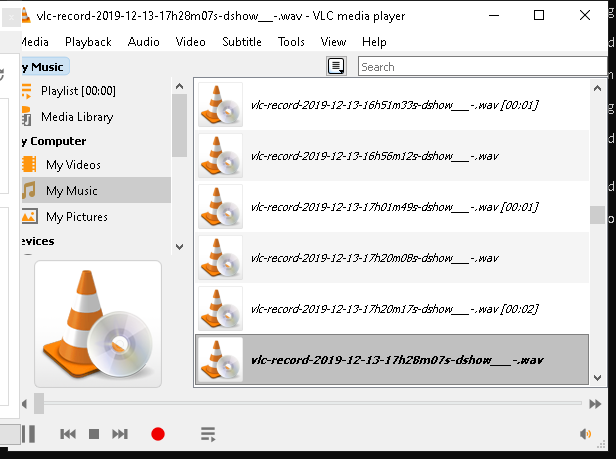 vlc-record-2019-12-13-17h28m07s-dshow___-.wav - VLC media player
Media Playback Audio Video Subtitle Tools View Help
y Music
Search
Playlist [00:00]
Media Library
y Computer
My Videos
My Music
My Pictures
evices
vlc-record-2019-12-13-16h51m33s-dshow___-.wav [00:01]
vlc-record-2019-12-13-16h56m12s-dshow___-.wav
vlc-record-2019-12-13-17h01m49s-dshow___-.wav [00:01]
vlc-record-2019-12-13-17h20m08s-dshow___-.wav
vlc-record-2019-12-13-17h20m17s-dshow___-.wav [00:02]
vlc-record-2019-12-13-17h28m07s-dshow___-.wav